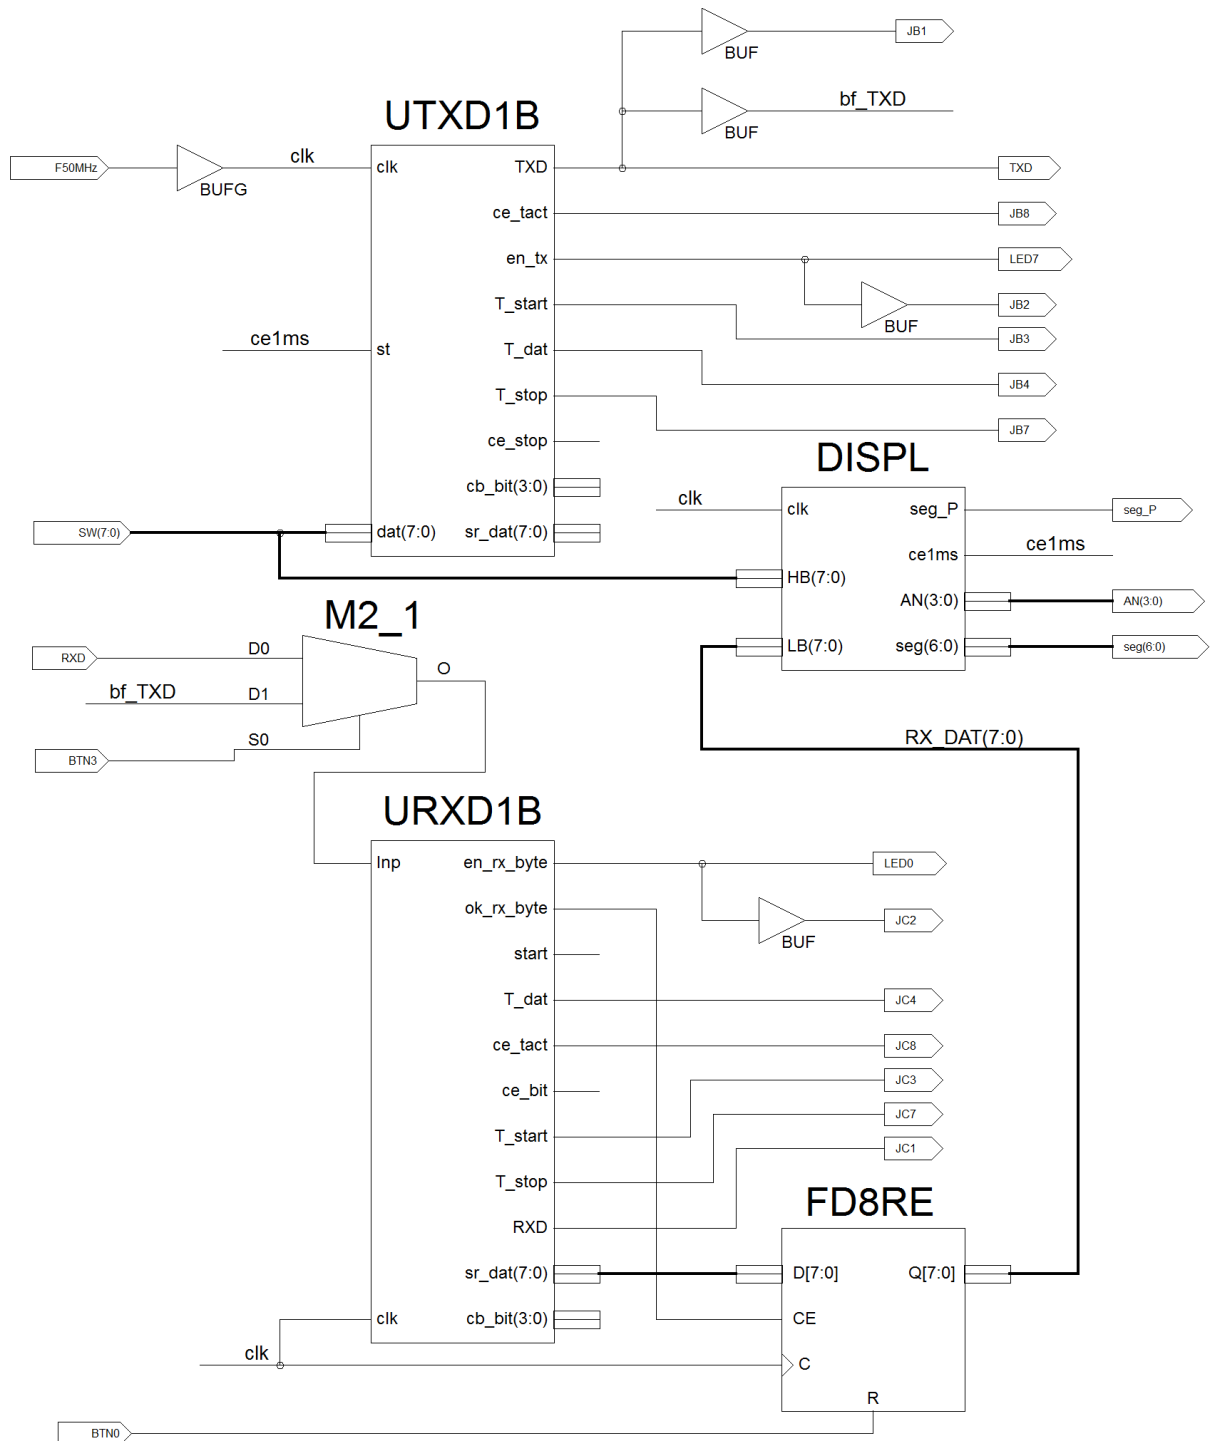 JB1
BUF
bf_TXD
BUF
UTXD1B
F50MHz
BUFG
clk
clk
TXD
TXD
ce_tact
JB8
en_tx
LED7
T_start
BUF
JB2
JB3
ce1ms
st
T_dat
JB4
T_stop
JB7
ce_stop
cb_bit(3:0)
SW(7:0)
dat(7:0)
sr_dat(7:0)
DISPL
clk
clk
seg_P
seg_P
ce1ms
ce1ms
HB(7:0)
AN(3:0)
AN(3:0)
LB(7:0)
seg(6:0)
seg(6:0)
M2_1
RXD
D0
O
bf_TXD
D1
S0
BTN3
RX_DAT(7:0)
URXD1B
Inp
en_rx_byte
LED0
ok_rx_byte
BUF
JC2
start
T_dat
JC4
ce_tact
JC8
ce_bit
JC3
T_start
JC7
T_stop
JC1
RXD
FD8RE
sr_dat(7:0)
D[7:0]
Q[7:0]
clk
cb_bit(3:0)
CE
clk
C
R
BTN0